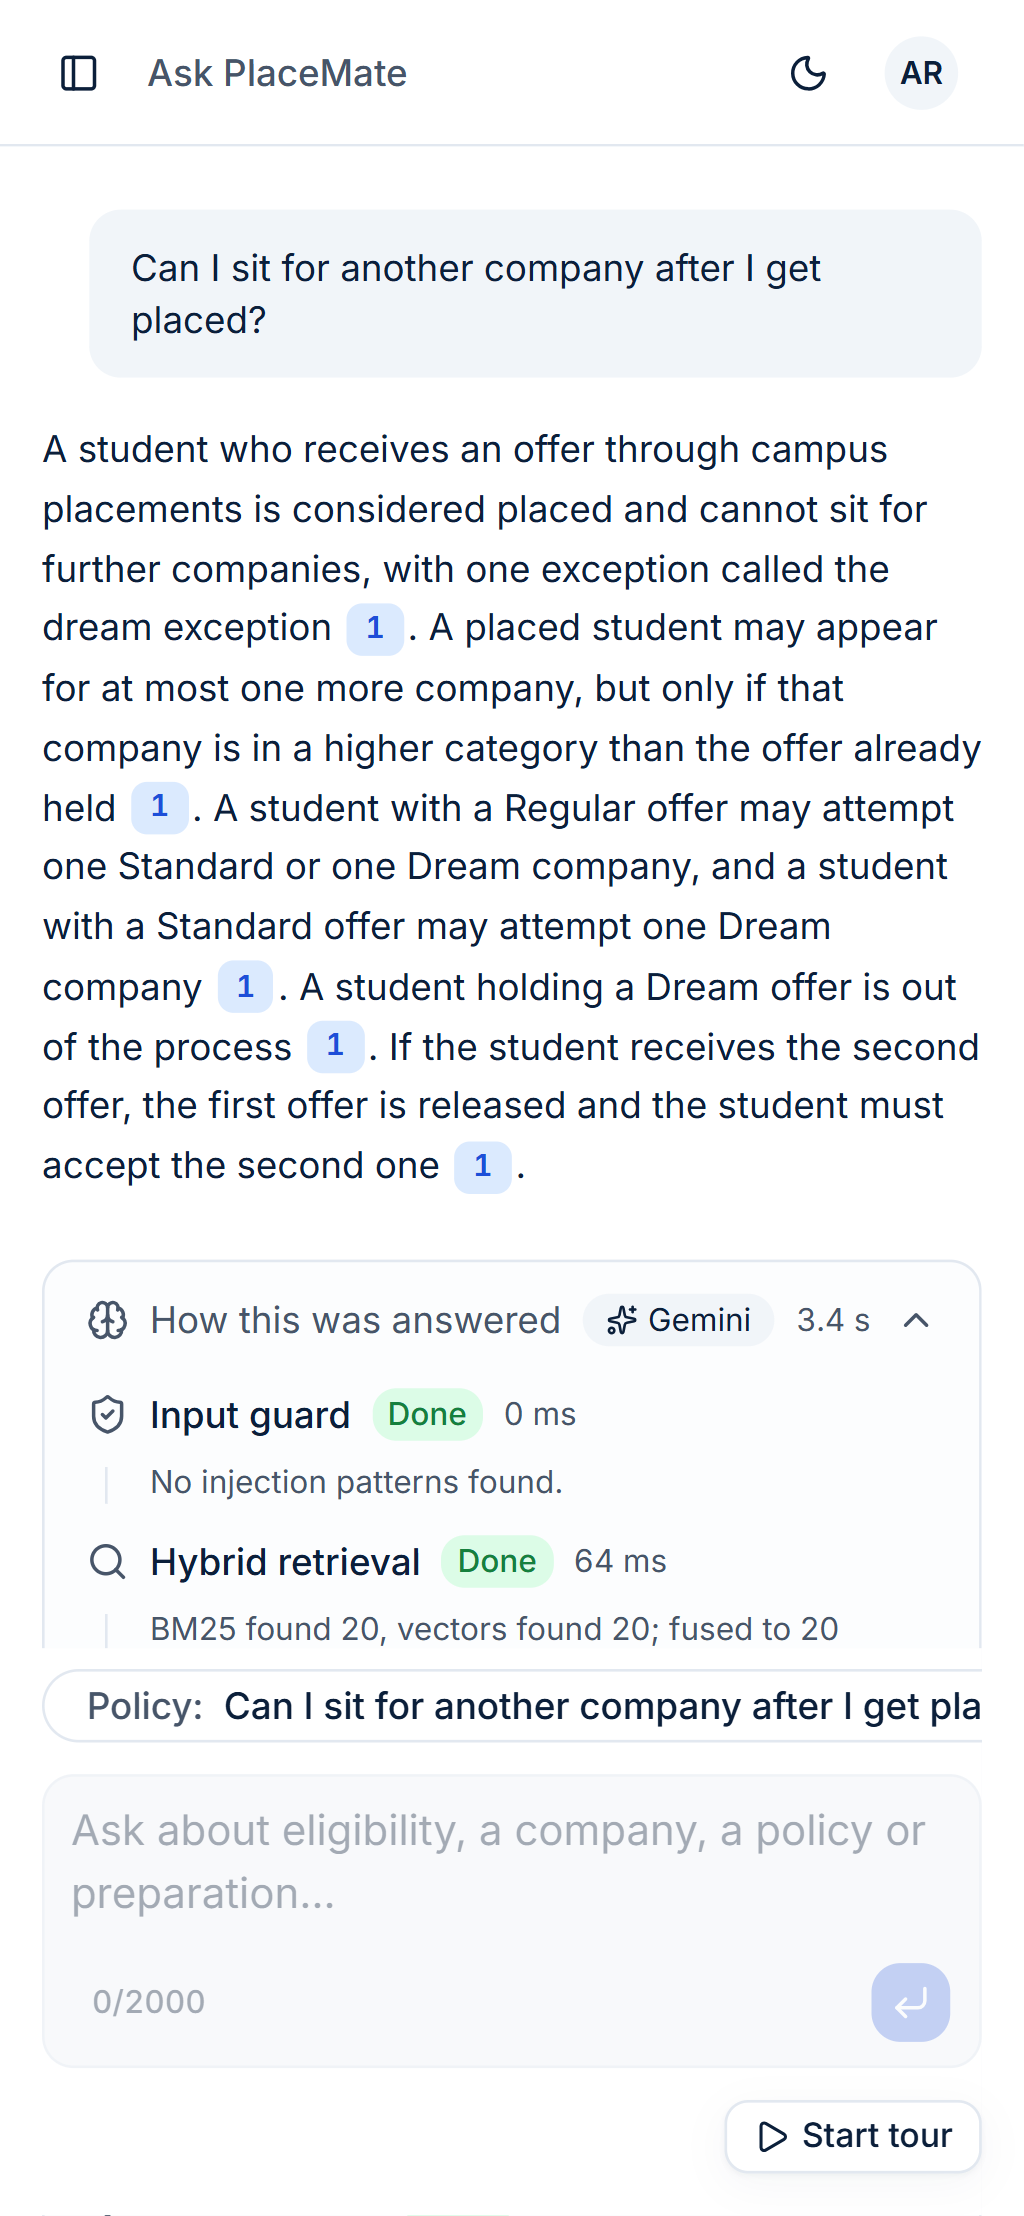 Ask PlaceMate
AR
Can I sit for another company after I get
placed?
A student who receives an offer through campus
placements is considered placed and cannot sit for
further companies, with one exception called the
dream exception 1. A placed student may appear
for at most one more company, but only if that
company is in a higher category than the offer already
held 1. A student with a Regular offer may attempt
one Standard or one Dream company, and a student
with a Standard offer may attempt one Dream
company 1. A student holding a Dream offer is out
of the process 1. If the student receives the second
offer, the first offer is released and the student must
accept the second one 1.
How this was answered Gemini 3.4 s
Input guard Done 0 ms
No injection patterns found.
Hybrid retrieval Done 64 ms
BM25 found 20, vectors found 20; fused to 20
Policy: Can I sit for another company after I get pla
Ask about eligibility, a company, a policy or
preparation...
0/2000
Start tour